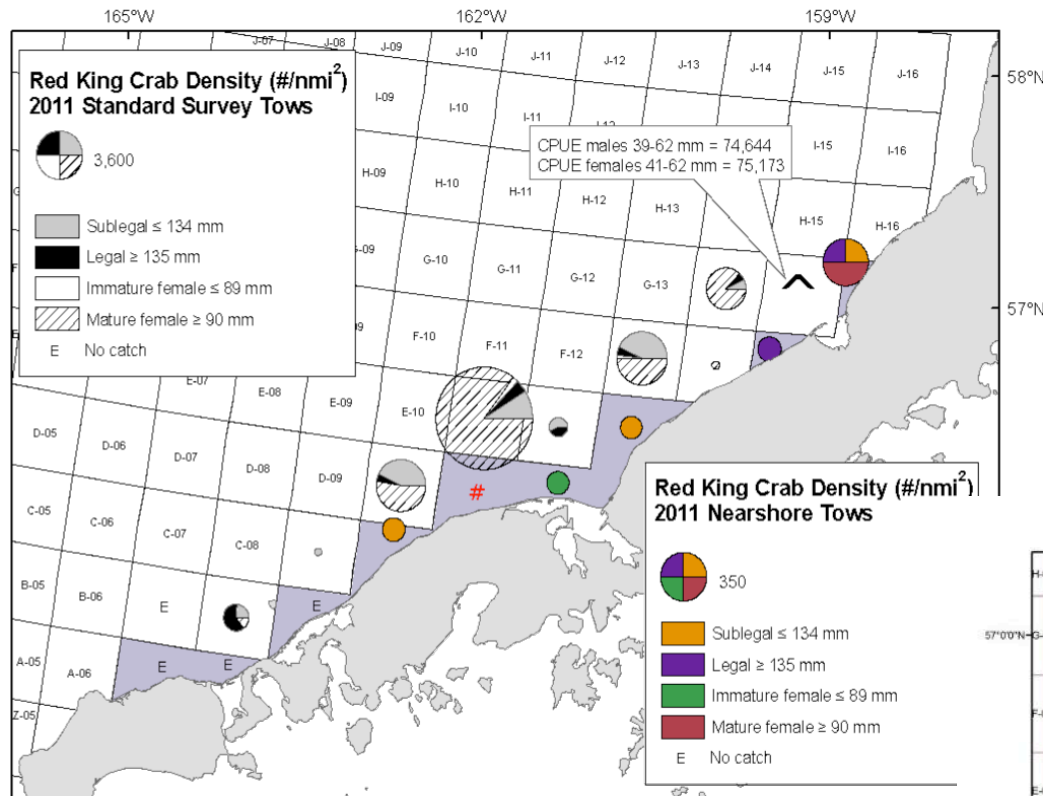 165°W 162°W 159°W
58°N
57°N
Red King Crab Density (#/nmi²)
2011 Standard Survey Tows
3,600
Sublegal ≤ 134 mm
Legal ≥ 135 mm
Immature female ≤ 89 mm
Mature female ≥ 90 mm
E No catch
CPUE males 39-62 mm = 74,644
CPUE females 41-62 mm = 75,173
J-07 J-08 J-09 J-10 J-11 J-12 J-13 J-14 J-15 J-16
I-09 I-10 I-11 I-15 I-16
H-09 H-10 H-11 H-12 H-13 H-15 H-16
G-10 G-11 G-12 G-13
F-10 F-11 F-12
E-07 E-08 E-09 E-10
D-05 D-06 D-07 D-08 D-09
C-05 C-06 C-07 C-08
B-05 B-06 E E
A-05 A-06 E E
Z-05
#
Red King Crab Density (#/nmi²)
2011 Nearshore Tows
350
Sublegal ≤ 134 mm
Legal ≥ 135 mm
Immature female ≤ 89 mm
Mature female ≥ 90 mm
E No catch
57°0'0"N